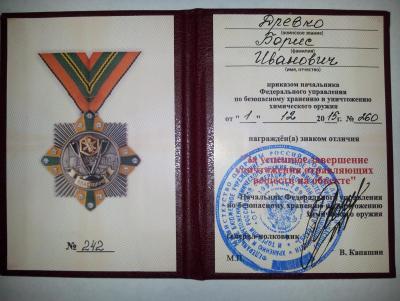 Древко
(воинское звание)
Борис
(фамилия)
Иванович
(имя, отчество)
приказом начальника
Федерального управления
по безопасному хранению и уничтожению
химического оружия
от "1" 12 2015г. № 260
награждён(а) знаком отличия
"За успешное завершение
уничтожения отравляющих
веществ на объекте"
Начальник Федерального управления
по безопасному хранению и уничтожению
химического оружия
Генерал-полковник
М.П. В. Капашин
№ 242